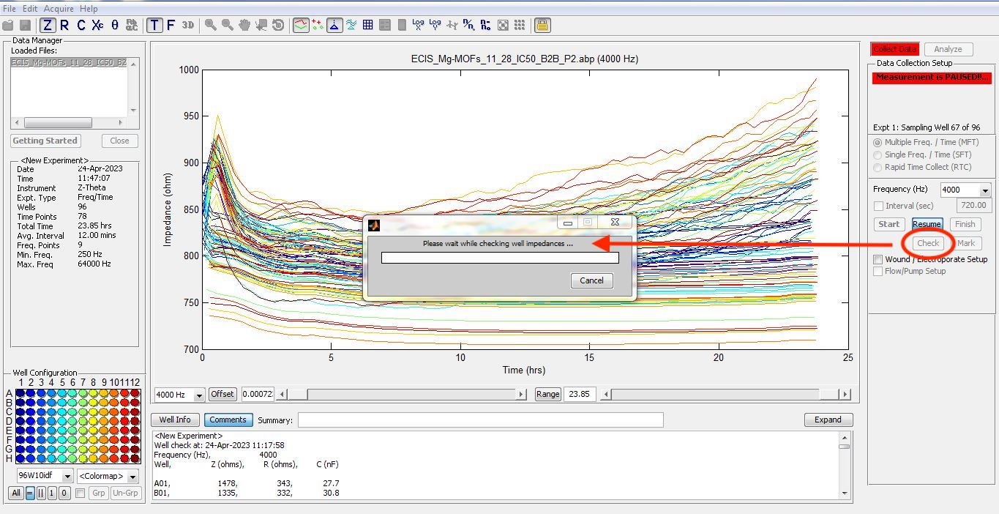 File Edit Acquire Help
Z R C Xc θ T F 3D
Data Manager
Loaded Files:
ECIS_Mg-MOFs_11_28_IC50_B2
Getting Started Close
<New Experiment>
Date 24-Apr-2023
Time 11:47:07
Instrument Z-Theta
Expt. Type Freq/Time
Wells 96
Time Points 78
Total Time 23.85 hrs
Avg. Interval 12.00 mins
Freq. Points 9
Min. Freq. 250 Hz
Max. Freq 64000 Hz
Well Configuration
1 2 3 4 5 6 7 8 9 10 11 12
A
B
C
D
E
F
G
H
96W10idf <Colormap>
All = || 1 0 Grp Un-Grp
ECIS_Mg-MOFs_11_28_IC50_B2B_P2.abp (4000 Hz)
1000
950
900
850
800
750
700
Impedance (ohm)
0 5 10 15 20 25
Time (hrs)
Please wait while checking well impedances ...
Cancel
4000 Hz Offset 0.00072 Range 23.85
Well Info Comments Summary: Expand
<New Experiment>
Well check at: 24-Apr-2023 11:17:58
Frequency (Hz), 4000
Well, Z (ohms), R (ohms), C (nF)
A01, 1478, 343, 27.7
B01, 1335, 332, 30.8
Collect Data Analyze
Data Collection Setup
Measurement is PAUSED!!...
Expt 1: Sampling Well 67 of 96
Multiple Freq. / Time (MFT)
Single Freq. / Time (SFT)
Rapid Time Collect (RTC)
Frequency (Hz) 4000
Interval (sec) 720.00
Start Resume Finish
Check Mark
Wound / Electroporate Setup
Flow/Pump Setup